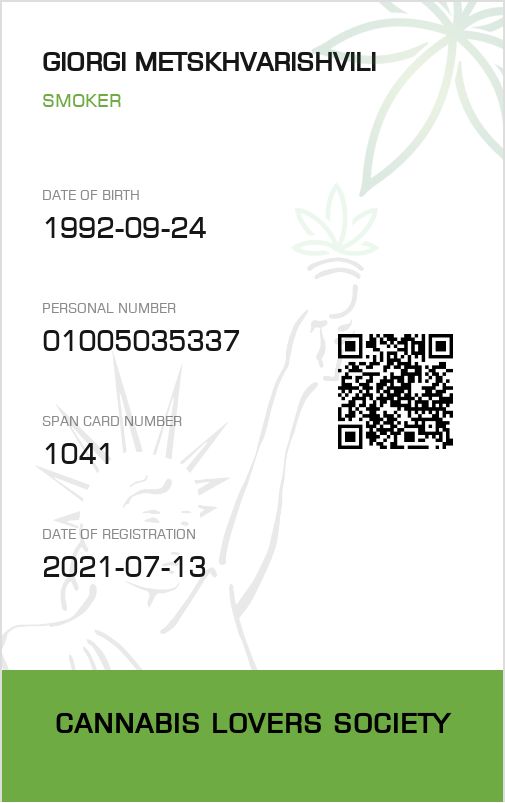 GIORGI METSKHVARISHVILI
SMOKER
DATE OF BIRTH
1992-09-24
PERSONAL NUMBER
01005035337
SPAN CARD NUMBER
1041
DATE OF REGISTRATION
2021-07-13
CANNABIS LOVERS SOCIETY